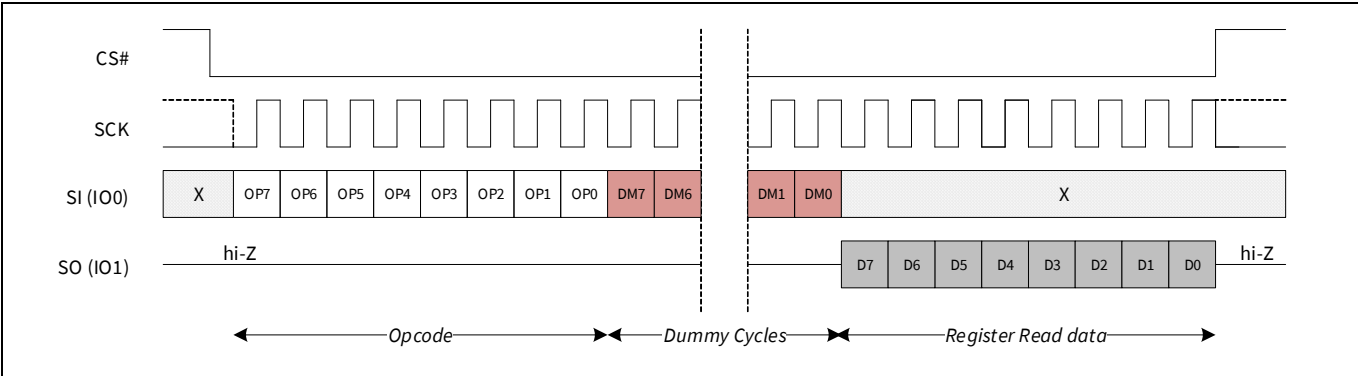 CS#
SCK
SI (IO0) X OP7 OP6 OP5 OP4 OP3 OP2 OP1 OP0 DM7 DM6 DM1 DM0 X
hi-Z hi-Z
SO (IO1) D7 D6 D5 D4 D3 D2 D1 D0
Opcode Dummy Cycles Register Read data